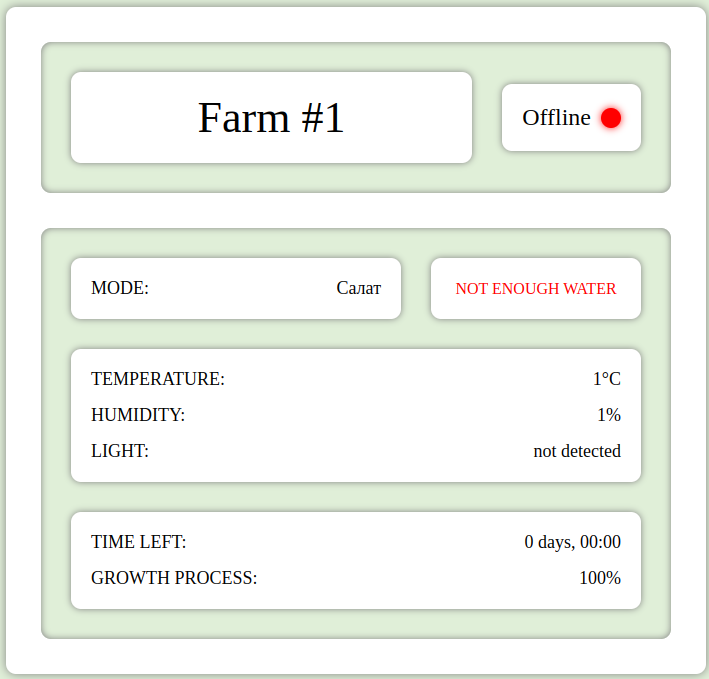 Farm #1
Offline
MODE: Салат
NOT ENOUGH WATER
TEMPERATURE: 1°C
HUMIDITY: 1%
LIGHT: not detected
TIME LEFT: 0 days, 00:00
GROWTH PROCESS: 100%